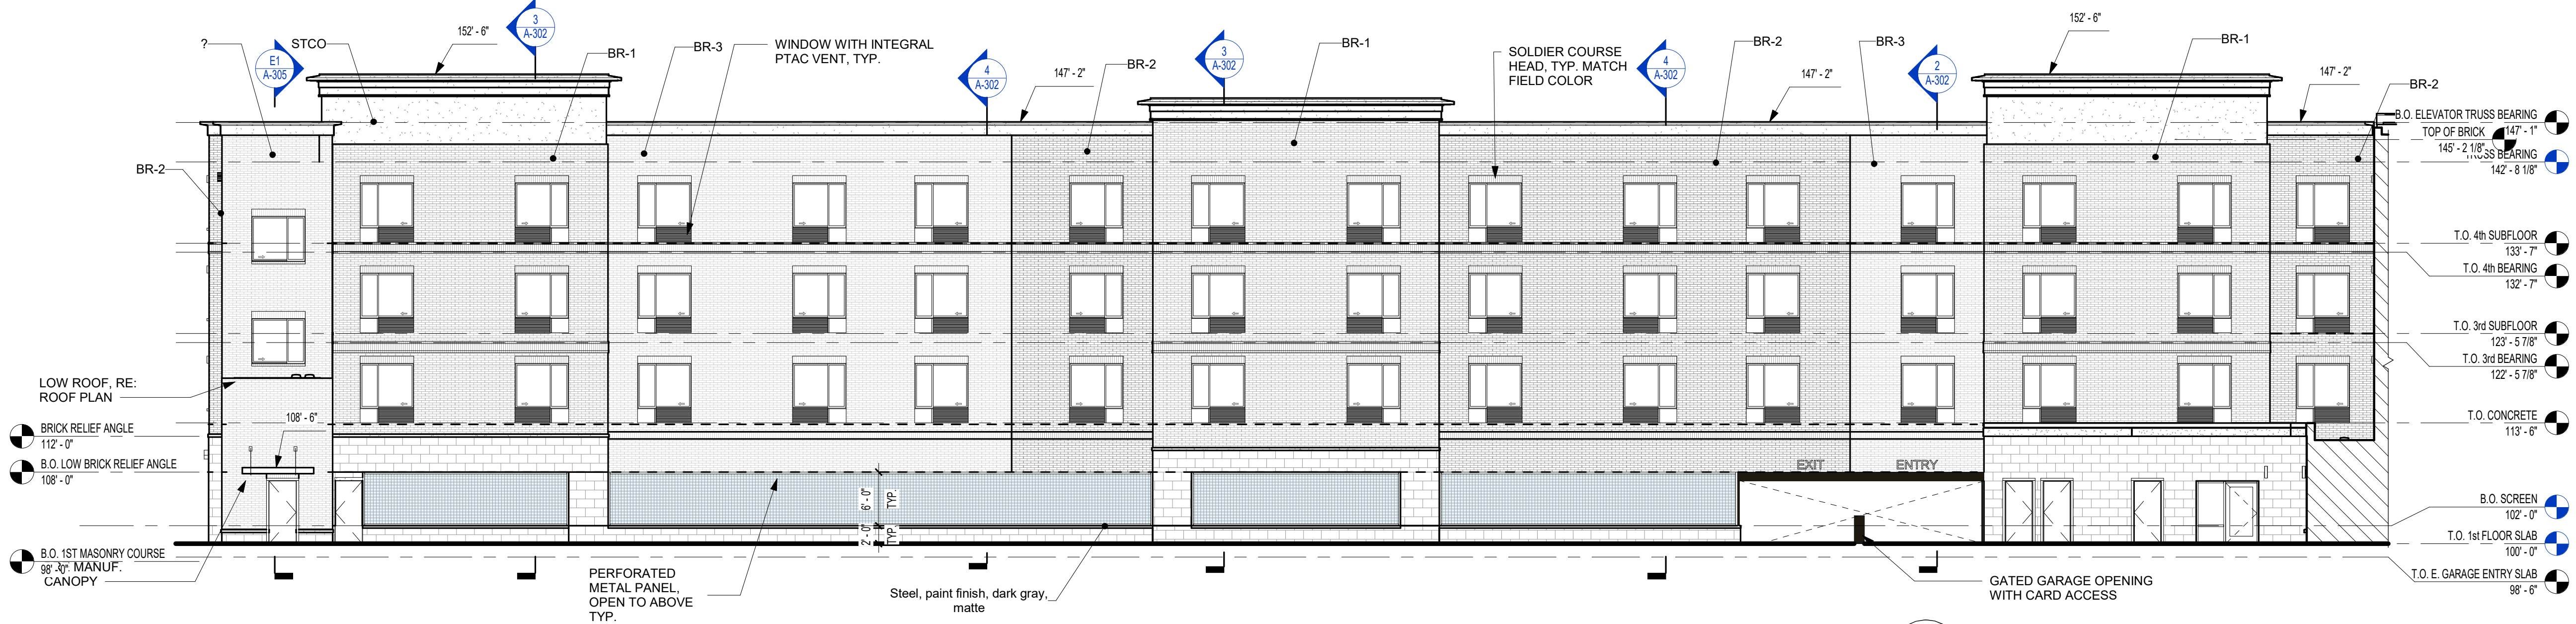 152' - 6"
3
A-302
?
STCO
E1
A-305
BR-1
BR-3
WINDOW WITH INTEGRAL
PTAC VENT, TYP.
4
A-302
147' - 2"
BR-2
3
A-302
BR-1
SOLDIER COURSE
HEAD, TYP. MATCH
FIELD COLOR
4
A-302
BR-2
147' - 2"
BR-3
2
A-302
152' - 6"
BR-1
147' - 2"
BR-2
B.O. ELEVATOR TRUSS BEARING
147' - 1"
TOP OF BRICK
145' - 2 1/8"
TRUSS BEARING
142' - 8 1/8"
BR-2
T.O. 4th SUBFLOOR
133' - 7"
T.O. 4th BEARING
132' - 7"
T.O. 3rd SUBFLOOR
123' - 5 7/8"
T.O. 3rd BEARING
122' - 5 7/8"
LOW ROOF, RE:
ROOF PLAN
108' - 6"
T.O. CONCRETE
113' - 6"
BRICK RELIEF ANGLE
112' - 0"
B.O. LOW BRICK RELIEF ANGLE
108' - 0"
EXIT
ENTRY
6' - 0"
TYP.
2' - 0"
TYP.
B.O. SCREEN
102' - 0"
T.O. 1st FLOOR SLAB
100' - 0"
B.O. 1ST MASONRY COURSE
98' - 0"
MANUF.
CANOPY
PERFORATED
METAL PANEL,
OPEN TO ABOVE
TYP.
Steel, paint finish, dark gray,
matte
GATED GARAGE OPENING
WITH CARD ACCESS
T.O. E. GARAGE ENTRY SLAB
98' - 6"